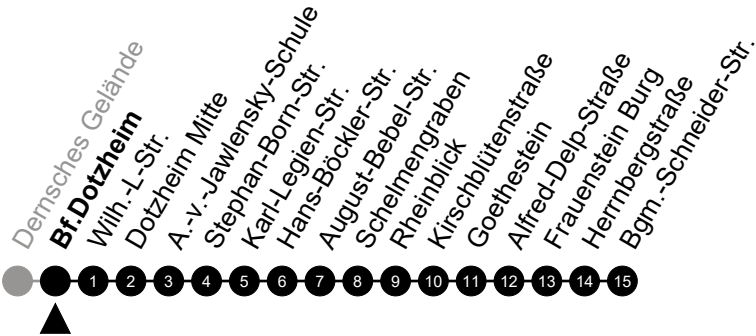 Dernsches Gelände
Bf.Dotzheim
Wilh.-L-Str.
Dotzheim Mitte
A.-v.-Jawlensky-Schule
Stephan-Born-Str.
Karl-Legien-Str.
Hans-Böckler-Str.
August-Bebel-Str.
Schelmengraben
Rheinblick
Kirschblütenstraße
Goethestein
Alfred-Delp-Straße
Frauenstein Burg
Herrnbergstraße
Bgm.-Schneider-Str.
1 2 3 4 5 6 7 8 9 10 11 12 13 14 15